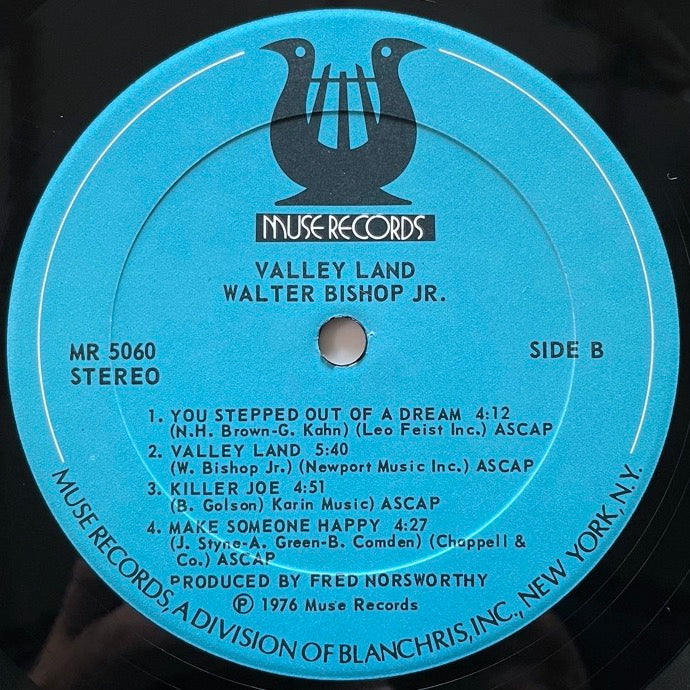 MUSE RECORDS
VALLEY LAND
WALTER BISHOP JR.
MR 5060
STEREO
SIDE B
1. YOU STEPPED OUT OF A DREAM 4:12
(N.H. Brown-G. Kahn) (Leo Feist Inc.) ASCAP
2. VALLEY LAND 5:40
(W. Bishop Jr.) (Newport Music Inc.) ASCAP
3. KILLER JOE 4:51
(B. Golson) Karin Music) ASCAP
4. MAKE SOMEONE HAPPY 4:27
(J. Styne-A. Green-B. Comden) (Chappell &
Co.) ASCAP
PRODUCED BY FRED NORSWORTHY
℗ 1976 Muse Records
MUSE RECORDS, A DIVISION OF BLANCHRIS, INC., NEW YORK, N.Y.